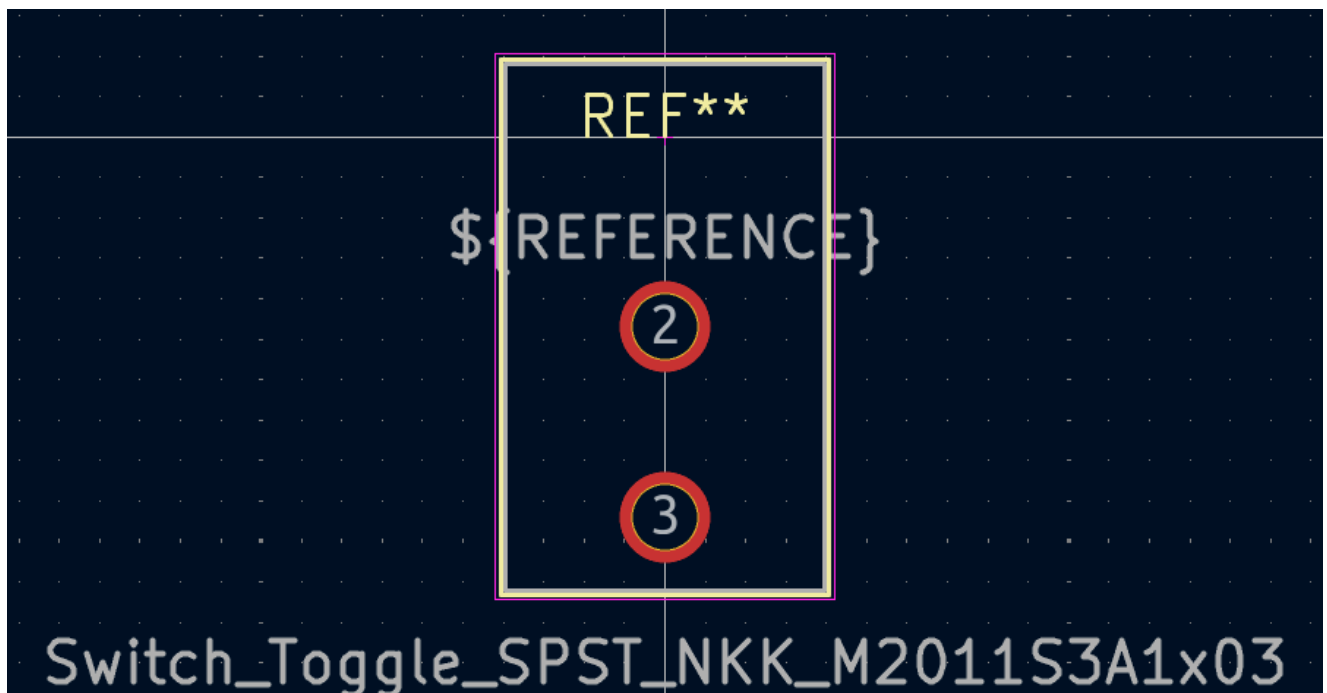 REF**
${REFERENCE}
2
3
Switch_Toggle_SPST_NKK_M2011S3A1x03